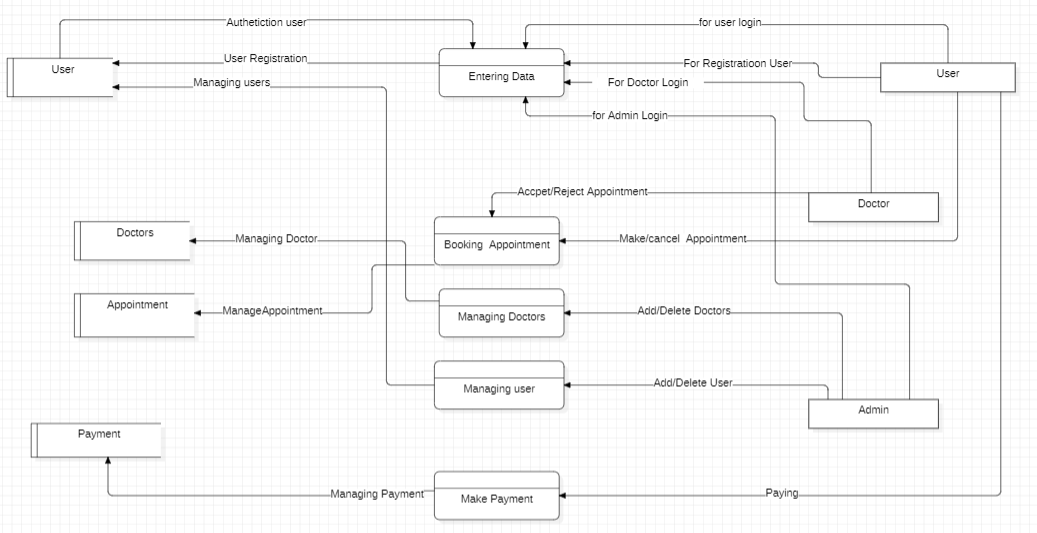 Authetiction user
for user login
User Registration
For Registratioon User
User
Entering Data
User
Managing users
For Doctor Login
for Admin Login
Accpet/Reject Appointment
Doctor
Doctors
Managing Doctor
Booking Appointment
Make/cancel Appointment
Appointment
ManageAppointment
Managing Doctors
Add/Delete Doctors
Managing user
Add/Delete User
Admin
Payment
Managing Payment
Make Payment
Paying